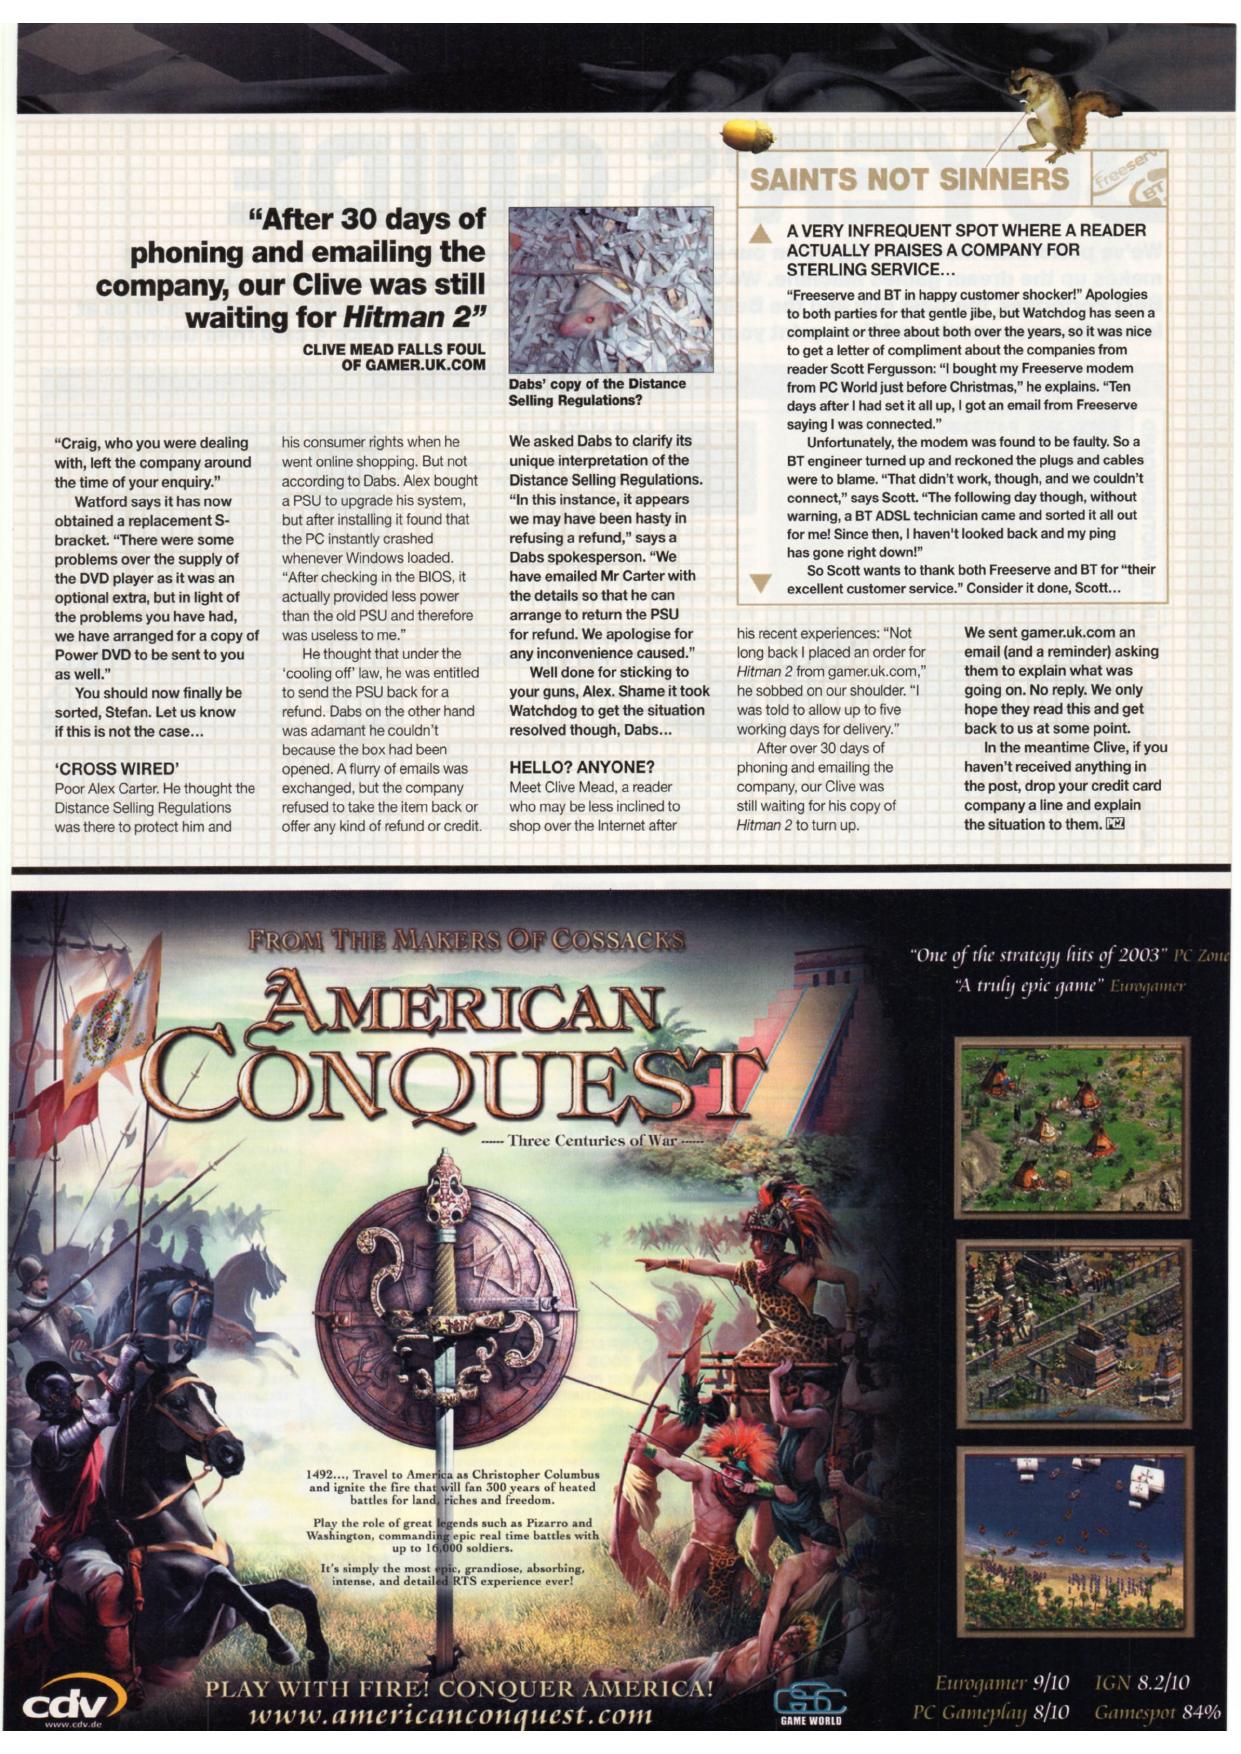 “After 30 days of
phoning and emailing the
company, our Clive was still
waiting for Hitman 2”
CLIVE MEAD FALLS FOUL
OF GAMER.UK.COM
Dabs’ copy of the Distance
Selling Regulations?
“Craig, who you were dealing
with, left the company around
the time of your enquiry.”
Watford says it has now
obtained a replacement S-
bracket. “There were some
problems over the supply of
the DVD player as it was an
optional extra, but in light of
the problems you have had,
we have arranged for a copy of
Power DVD to be sent to you
as well.”
You should now finally be
sorted, Stefan. Let us know
if this is not the case...
‘CROSS WIRED’
Poor Alex Carter. He thought the
Distance Selling Regulations
was there to protect him and
his consumer rights when he
went online shopping. But not
according to Dabs. Alex bought
a PSU to upgrade his system,
but after installing it found that
the PC instantly crashed
whenever Windows loaded.
“After checking in the BIOS, it
actually provided less power
than the old PSU and therefore
was useless to me.”
He thought that under the
‘cooling off’ law, he was entitled
to send the PSU back for a
refund. Dabs on the other hand
was adamant he couldn’t
because the box had been
opened. A flurry of emails was
exchanged, but the company
refused to take the item back or
offer any kind of refund or credit.
We asked Dabs to clarify its
unique interpretation of the
Distance Selling Regulations.
“In this instance, it appears
we may have been hasty in
refusing a refund,” says a
Dabs spokesperson. “We
have emailed Mr Carter with
the details so that he can
arrange to return the PSU
for refund. We apologise for
any inconvenience caused.”
Well done for sticking to
your guns, Alex. Shame it took
Watchdog to get the situation
resolved though, Dabs...
HELLO? ANYONE?
Meet Clive Mead, a reader
who may be less inclined to
shop over the Internet after
his recent experiences: “Not
long back I placed an order for
Hitman 2 from gamer.uk.com,”
he sobbed on our shoulder. “I
was told to allow up to five
working days for delivery.”
After over 30 days of
phoning and emailing the
company, our Clive was
still waiting for his copy of
Hitman 2 to turn up.
We sent gamer.uk.com an
email (and a reminder) asking
them to explain what was
going on. No reply. We only
hope they read this and get
back to us at some point.
In the meantime Clive, if you
haven’t received anything in
the post, drop your credit card
company a line and explain
the situation to them. PCZ
SAINTS NOT SINNERS
Freeserve
BT
A VERY INFREQUENT SPOT WHERE A READER
ACTUALLY PRAISES A COMPANY FOR
STERLING SERVICE...
“Freeserve and BT in happy customer shocker!” Apologies
to both parties for that gentle jibe, but Watchdog has seen a
complaint or three about both over the years, so it was nice
to get a letter of compliment about the companies from
reader Scott Fergusson: “I bought my Freeserve modem
from PC World just before Christmas,” he explains. “Ten
days after I had set it all up, I got an email from Freeserve
saying I was connected.”
Unfortunately, the modem was found to be faulty. So a
BT engineer turned up and reckoned the plugs and cables
were to blame. “That didn’t work, though, and we couldn’t
connect,” says Scott. “The following day though, without
warning, a BT ADSL technician came and sorted it all out
for me! Since then, I haven’t looked back and my ping
has gone right down!”
So Scott wants to thank both Freeserve and BT for “their
excellent customer service.” Consider it done, Scott...
FROM THE MAKERS OF COSSACKS
AMERICAN
CONQUEST
----- Three Centuries of War -----
“One of the strategy hits of 2003” PC Zone
“A truly epic game” Eurogamer
1492..., Travel to America as Christopher Columbus
and ignite the fire that will fan 300 years of heated
battles for land, riches and freedom.
Play the role of great legends such as Pizarro and
Washington, commanding epic real time battles with
up to 16,000 soldiers.
It’s simply the most epic, grandiose, absorbing,
intense, and detailed RTS experience ever!
PLAY WITH FIRE! CONQUER AMERICA!
www.americanconquest.com
cdv
www.cdv.de
GSC
GAME WORLD
Eurogamer 9/10 IGN 8.2/10
PC Gameplay 8/10 Gamespot 84%